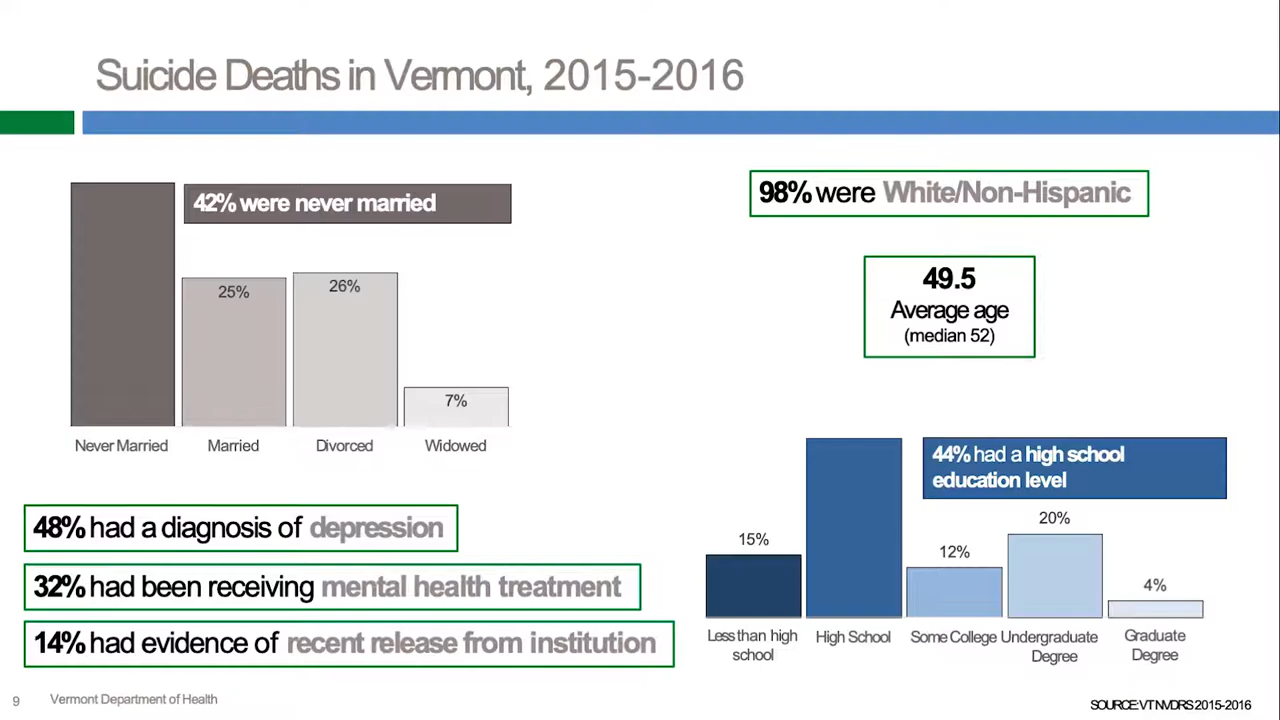 Suicide Deaths in Vermont, 2015-2016
42% were never married
25%
26%
7%
Never Married
Married
Divorced
Widowed
98% were White/Non-Hispanic
49.5
Average age
(median 52)
44% had a high school
education level
15%
12%
20%
4%
Less than high
school
High School
Some College
Undergraduate
Degree
Graduate
Degree
48% had a diagnosis of depression
32% had been receiving mental health treatment
14% had evidence of recent release from institution
9
Vermont Department of Health
SOURCE: VT NVDRS 2015-2016